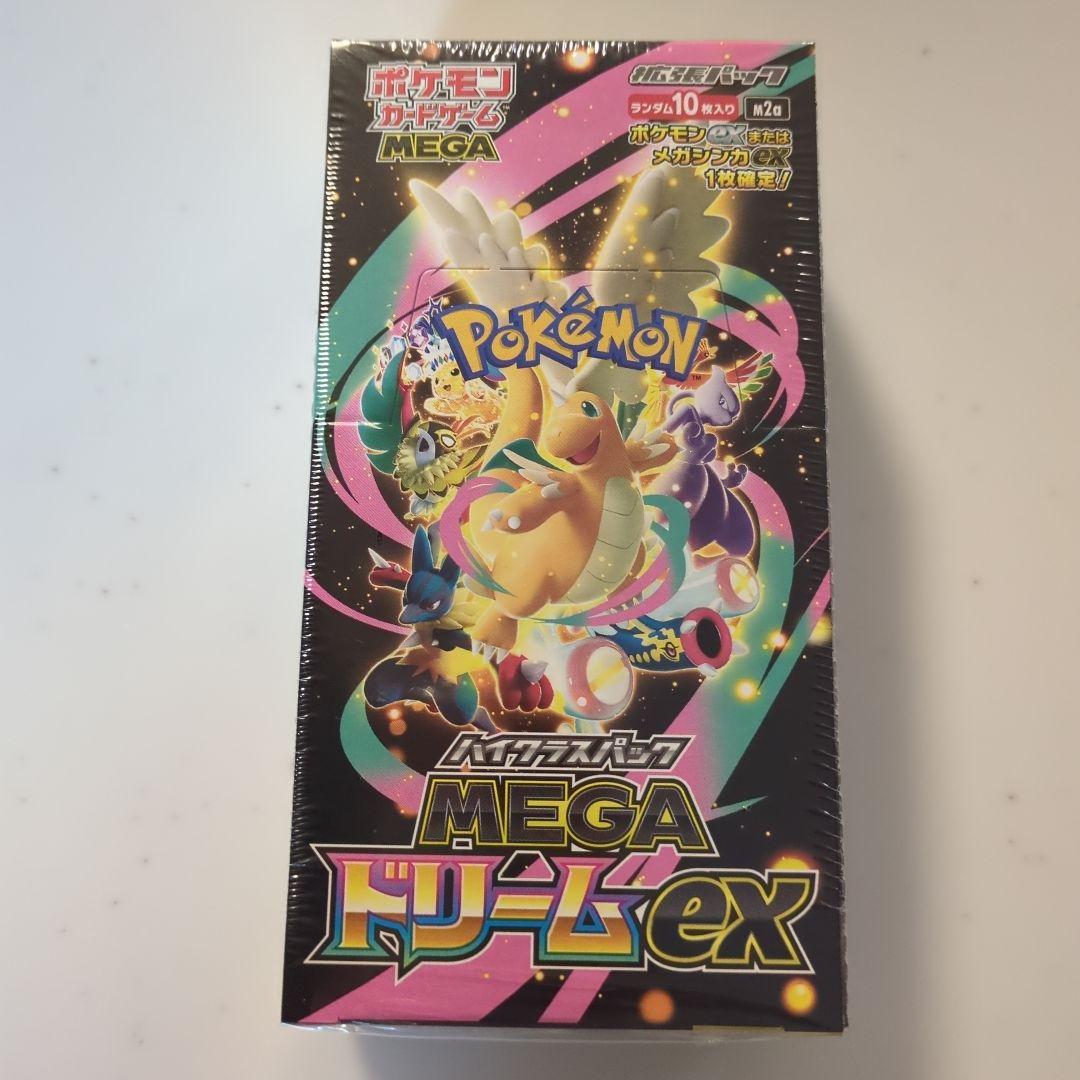 ポケモン
カードゲーム
MEGA
拡張パック
ランダム10枚入り M2a
ポケモンexまたは
メガシンカex
1枚確定!
POKéMON
TM
ハイクラスパック
MEGA
ドリームex